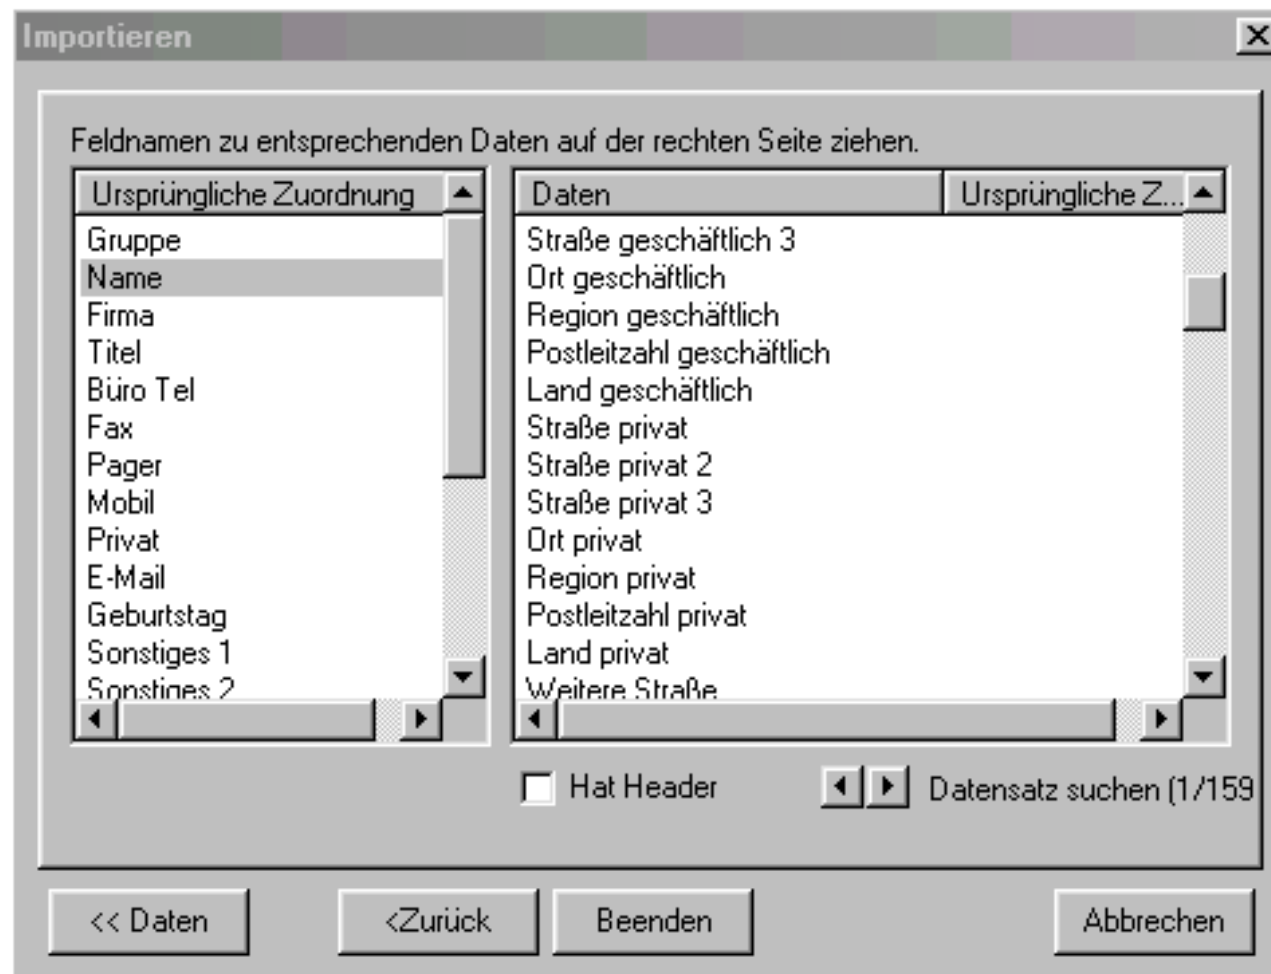 Importieren
Feldnamen zu entsprechenden Daten auf der rechten Seite ziehen.
Ursprüngliche Zuordnung
Gruppe
Name
Firma
Titel
Büro Tel
Fax
Pager
Mobil
Privat
E-Mail
Geburtstag
Sonstiges 1
Sonstiges 2
Daten Ursprüngliche Z...
Straße geschäftlich 3
Ort geschäftlich
Region geschäftlich
Postleitzahl geschäftlich
Land geschäftlich
Straße privat
Straße privat 2
Straße privat 3
Ort privat
Region privat
Postleitzahl privat
Land privat
Weitere Straße
Hat Header
Datensatz suchen (1/159
<< Daten
<Zurück
Beenden
Abbrechen